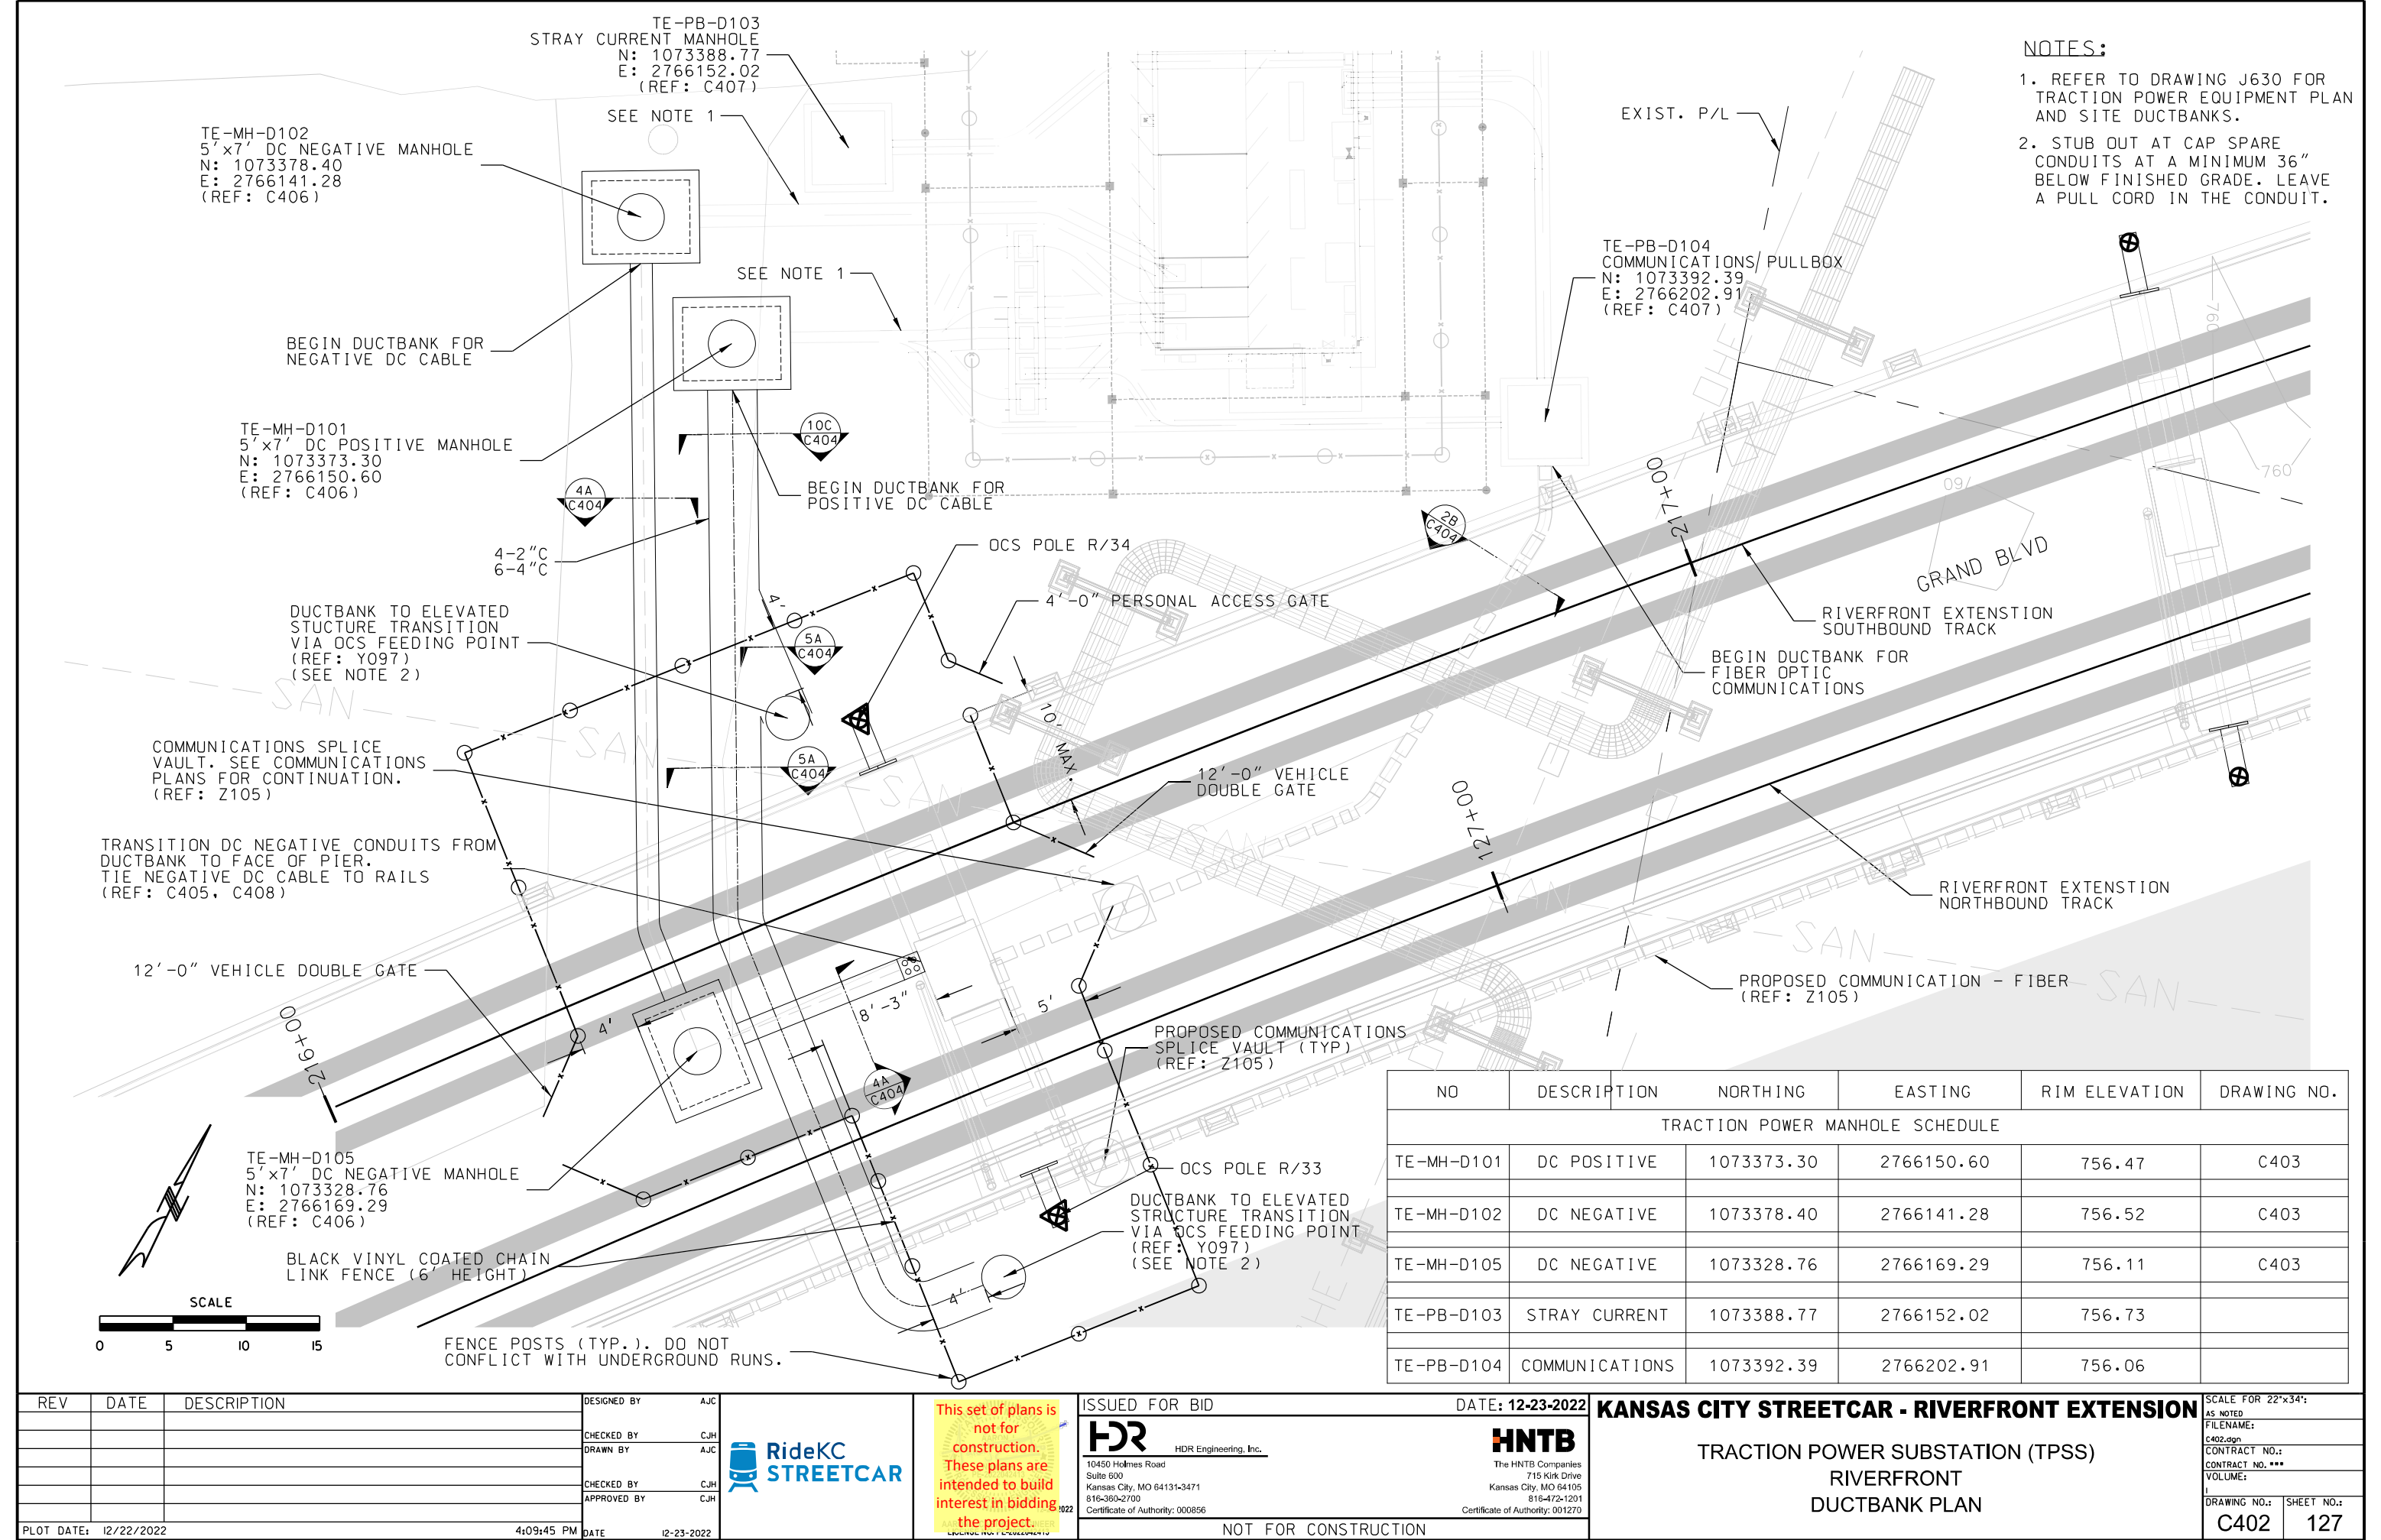 TE-PB-D103
STRAY CURRENT MANHOLE
N: 1073388.77
E: 2766152.02
(REF: C407)
SEE NOTE 1
TE-MH-D102
5'x7' DC NEGATIVE MANHOLE
N: 1073378.40
E: 2766141.28
(REF: C406)
SEE NOTE 1
BEGIN DUCTBANK FOR
NEGATIVE DC CABLE
TE-MH-D101
5'x7' DC POSITIVE MANHOLE
N: 1073373.30
E: 2766150.60
(REF: C406)
10C
C404
4A
C404
BEGIN DUCTBANK FOR
POSITIVE DC CABLE
4-2"C
6-4"C
OCS POLE R/34
4'-0" PERSONAL ACCESS GATE
DUCTBANK TO ELEVATED
STUCTURE TRANSITION
VIA OCS FEEDING POINT
(REF: Y097)
(SEE NOTE 2)
4'
5A
C404
5A
C404
SAN
SAN
SAN
COMMUNICATIONS SPLICE
VAULT. SEE COMMUNICATIONS
PLANS FOR CONTINUATION.
(REF: Z105)
10' MAX.
12'-0" VEHICLE
DOUBLE GATE
TRANSITION DC NEGATIVE CONDUITS FROM
DUCTBANK TO FACE OF PIER.
TIE NEGATIVE DC CABLE TO RAILS
(REF: C405, C408)
12'-0" VEHICLE DOUBLE GATE
216+00
4'
8'-3"
5'
4A
C404
TE-MH-D105
5'x7' DC NEGATIVE MANHOLE
N: 1073328.76
E: 2766169.29
(REF: C406)
BLACK VINYL COATED CHAIN
LINK FENCE (6' HEIGHT)
SCALE
0 5 10 15
FENCE POSTS (TYP.). DO NOT
CONFLICT WITH UNDERGROUND RUNS.
4'
PROPOSED COMMUNICATIONS
SPLICE VAULT (TYP)
(REF: Z105)
OCS POLE R/33
DUCTBANK TO ELEVATED
STRUCTURE TRANSITION
VIA OCS FEEDING POINT
(REF: Y097)
(SEE NOTE 2)
NOTES:
1. REFER TO DRAWING J630 FOR
TRACTION POWER EQUIPMENT PLAN
AND SITE DUCTBANKS.
2. STUB OUT AT CAP SPARE
CONDUITS AT A MINIMUM 36"
BELOW FINISHED GRADE. LEAVE
A PULL CORD IN THE CONDUIT.
EXIST. P/L
TE-PB-D104
COMMUNICATIONS PULLBOX
N: 1073392.39
E: 2766202.91
(REF: C407)
760
760
2B
C404
217+00
GRAND BLVD
RIVERFRONT EXTENSTION
SOUTHBOUND TRACK
BEGIN DUCTBANK FOR
FIBER OPTIC
COMMUNICATIONS
127+00
SAN
RIVERFRONT EXTENSTION
NORTHBOUND TRACK
SAN
SAN
PROPOSED COMMUNICATION - FIBER
(REF: Z105)
NO DESCRIPTION NORTHING EASTING RIM ELEVATION DRAWING NO.
TRACTION POWER MANHOLE SCHEDULE
TE-MH-D101 DC POSITIVE 1073373.30 2766150.60 756.47 C403
TE-MH-D102 DC NEGATIVE 1073378.40 2766141.28 756.52 C403
TE-MH-D105 DC NEGATIVE 1073328.76 2766169.29 756.11 C403
TE-PB-D103 STRAY CURRENT 1073388.77 2766152.02 756.73
TE-PB-D104 COMMUNICATIONS 1073392.39 2766202.91 756.06
REV DATE DESCRIPTION
PLOT DATE: 12/22/2022 4:09:45 PM
DESIGNED BY AJC
CHECKED BY CJH
DRAWN BY AJC
CHECKED BY CJH
APPROVED BY CJH
DATE 12-23-2022
RideKC
STREETCAR
This set of plans is
not for
construction.
These plans are
intended to build
interest in bidding
the project.
2022
ISSUED FOR BID DATE: 12-23-2022
HDR
HDR Engineering, Inc.
10450 Holmes Road
Suite 600
Kansas City, MO 64131-3471
816-360-2700
Certificate of Authority: 000856
HNTB
The HNTB Companies
715 Kirk Drive
Kansas City, MO 64105
816-472-1201
Certificate of Authority: 001270
NOT FOR CONSTRUCTION
KANSAS CITY STREETCAR - RIVERFRONT EXTENSION
TRACTION POWER SUBSTATION (TPSS)
RIVERFRONT
DUCTBANK PLAN
SCALE FOR 22"x34":
AS NOTED
FILENAME:
C402.dgn
CONTRACT NO.:
CONTRACT NO. ***
VOLUME:
I
DRAWING NO.: SHEET NO.:
C402 127